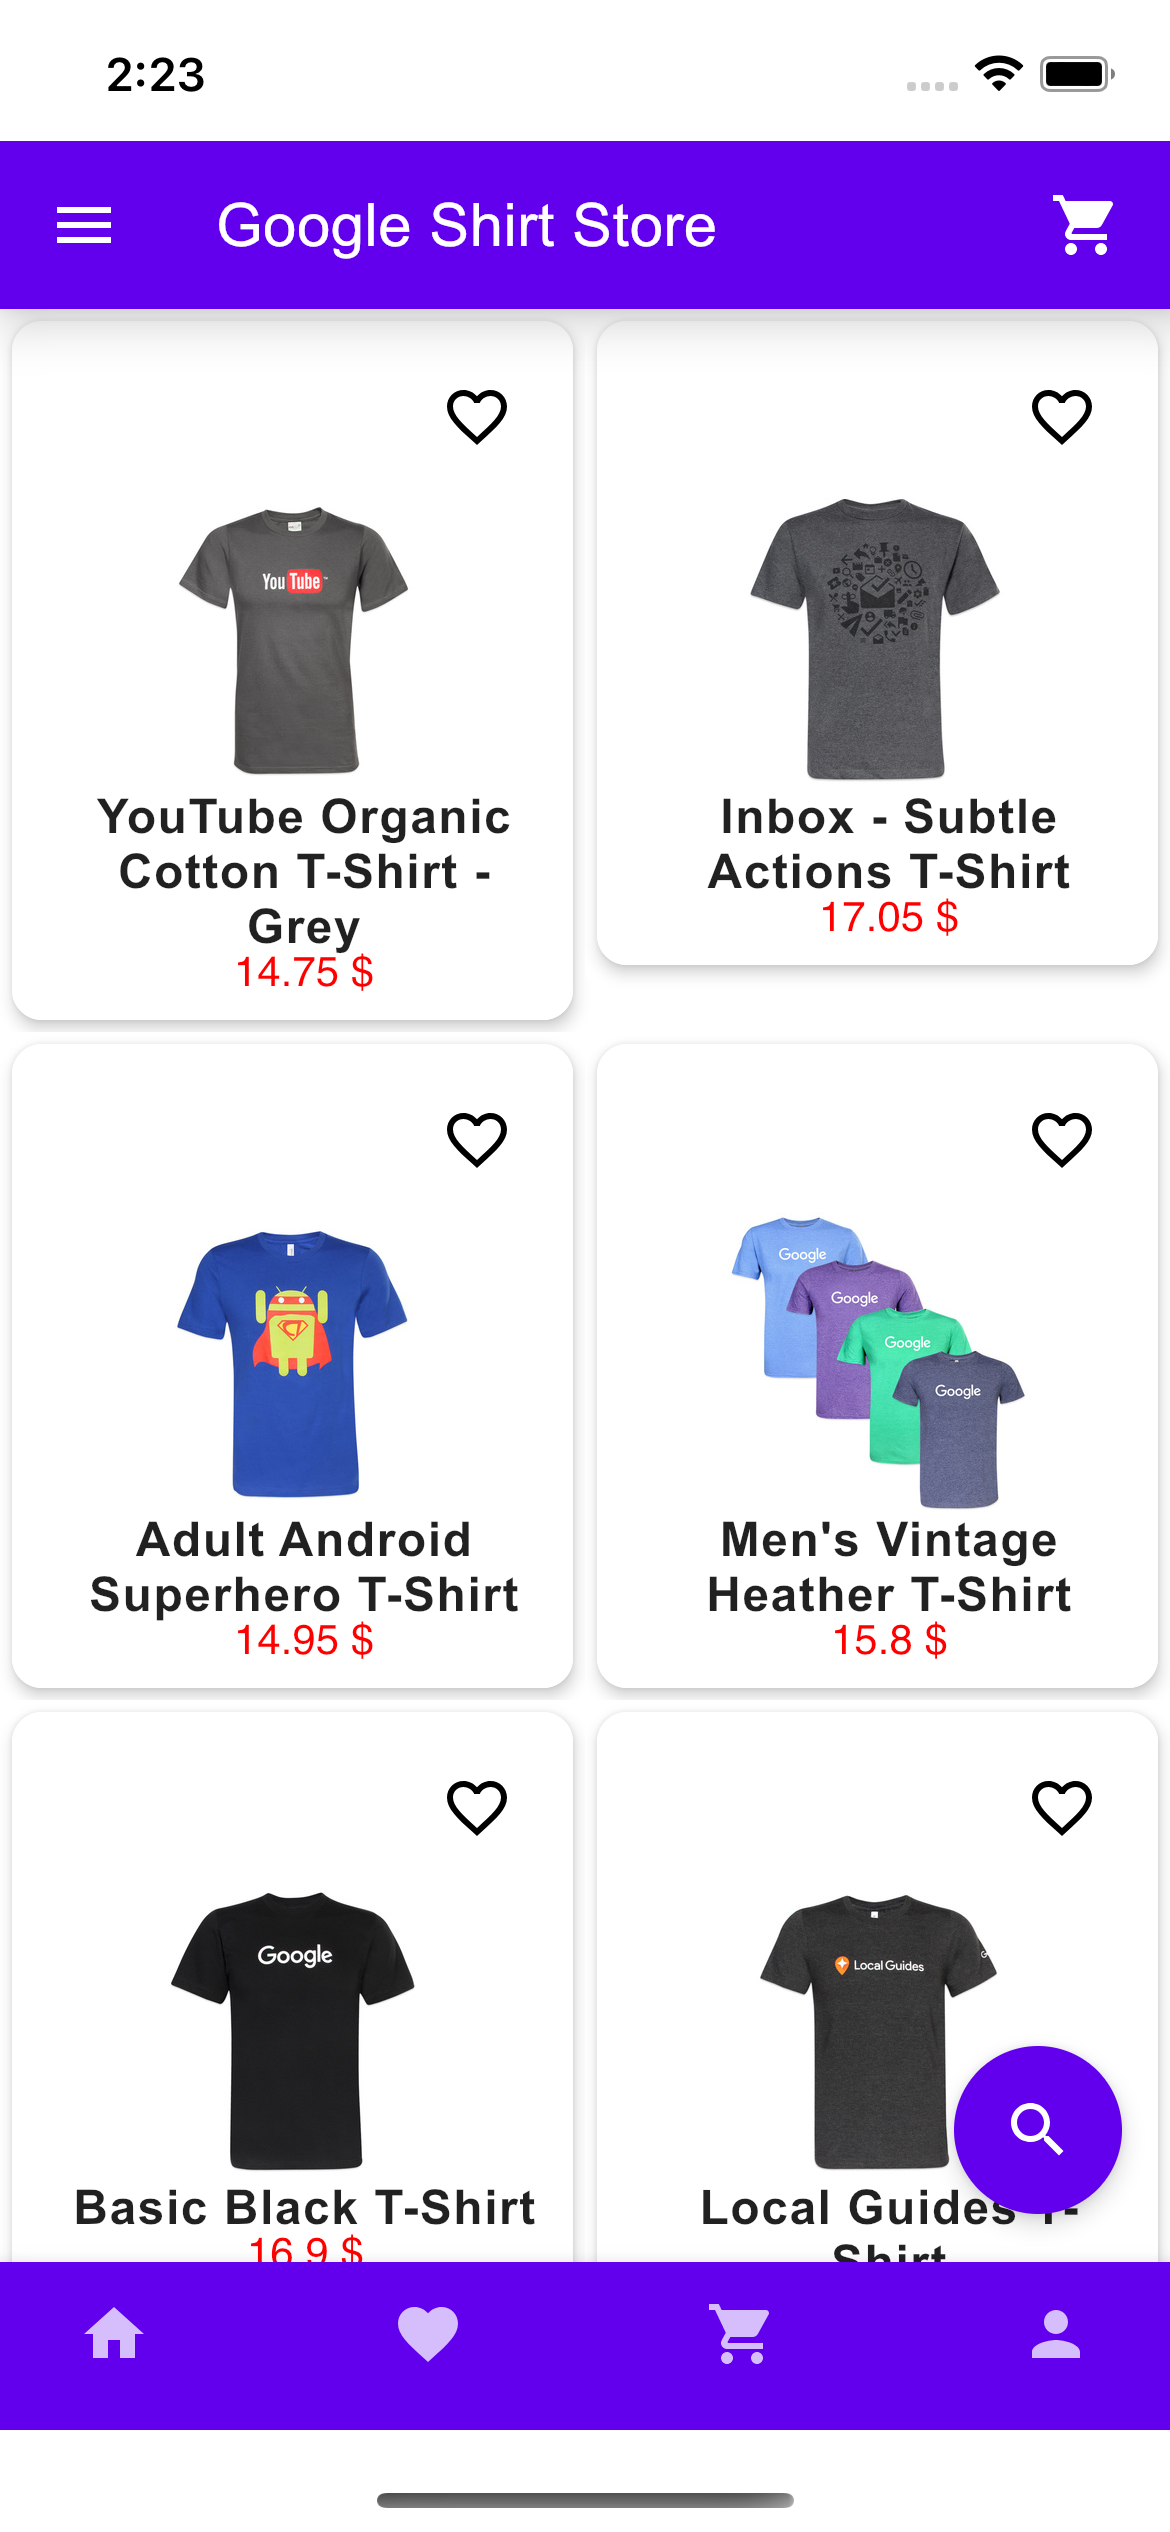 2:23
Google Shirt Store
YouTube
YouTube Organic
Cotton T-Shirt -
Grey
14.75 $
Inbox - Subtle
Actions T-Shirt
17.05 $
Adult Android
Superhero T-Shirt
14.95 $
Google
Google
Google
Google
Men's Vintage
Heather T-Shirt
15.8 $
Google
Basic Black T-Shirt
16.9 $
Local Guides
Local Guides T-
Shirt